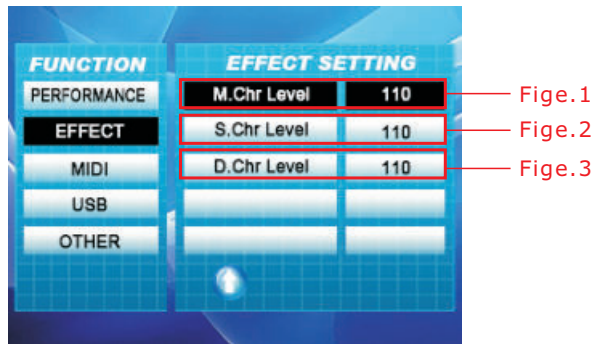 FUNCTION
EFFECT SETTING
PERFORMANCE
M.Chr Level 110
Fige.1
EFFECT
S.Chr Level 110
Fige.2
MIDI
D.Chr Level 110
Fige.3
USB
OTHER